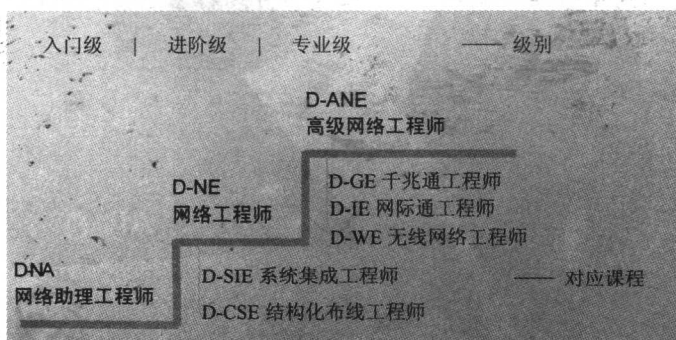 入门级 | 进阶级 | 专业级 —— 级别
D-ANE
高级网络工程师
D-NE
网络工程师
D-GE 千兆通工程师
D-IE 网际通工程师
D-WE 无线网络工程师
D-NA
网络助理工程师
D-SIE 系统集成工程师
—— 对应课程
D-CSE 结构化布线工程师